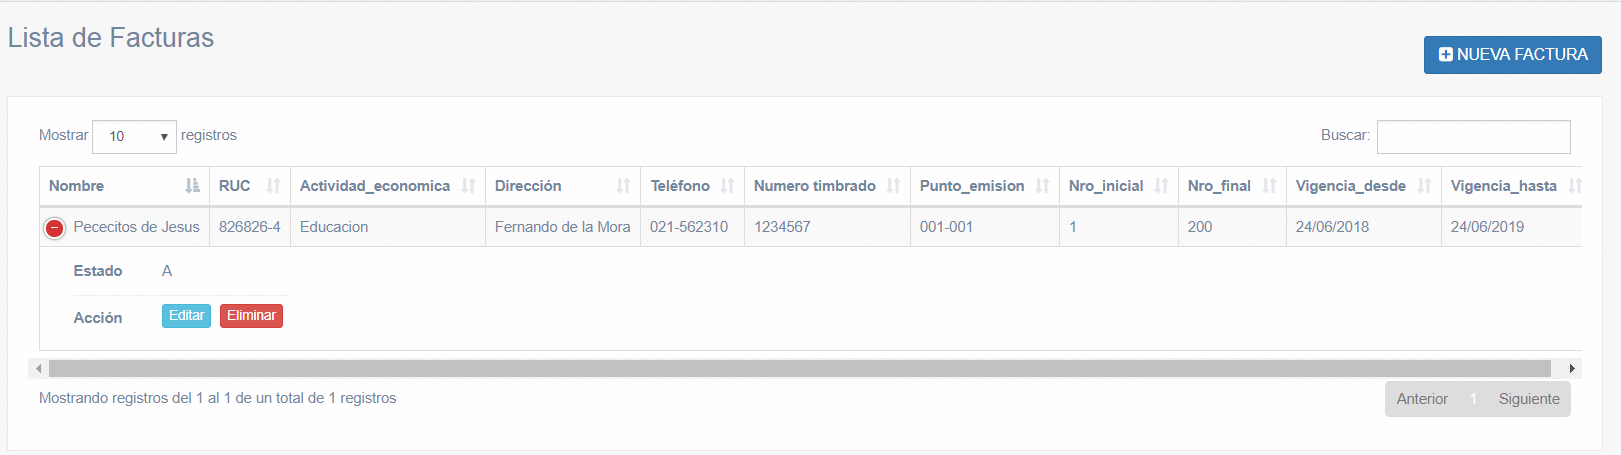 Lista de Facturas
NUEVA FACTURA
Mostrar 10 registros
Buscar:
Nombre RUC Actividad_economica Dirección Teléfono Numero timbrado Punto_emision Nro_inicial Nro_final Vigencia_desde Vigencia_hasta
Pececitos de Jesus 826826-4 Educacion Fernando de la Mora 021-562310 1234567 001-001 1 200 24/06/2018 24/06/2019
Estado A
Acción Editar Eliminar
Mostrando registros del 1 al 1 de un total de 1 registros
Anterior 1 Siguiente